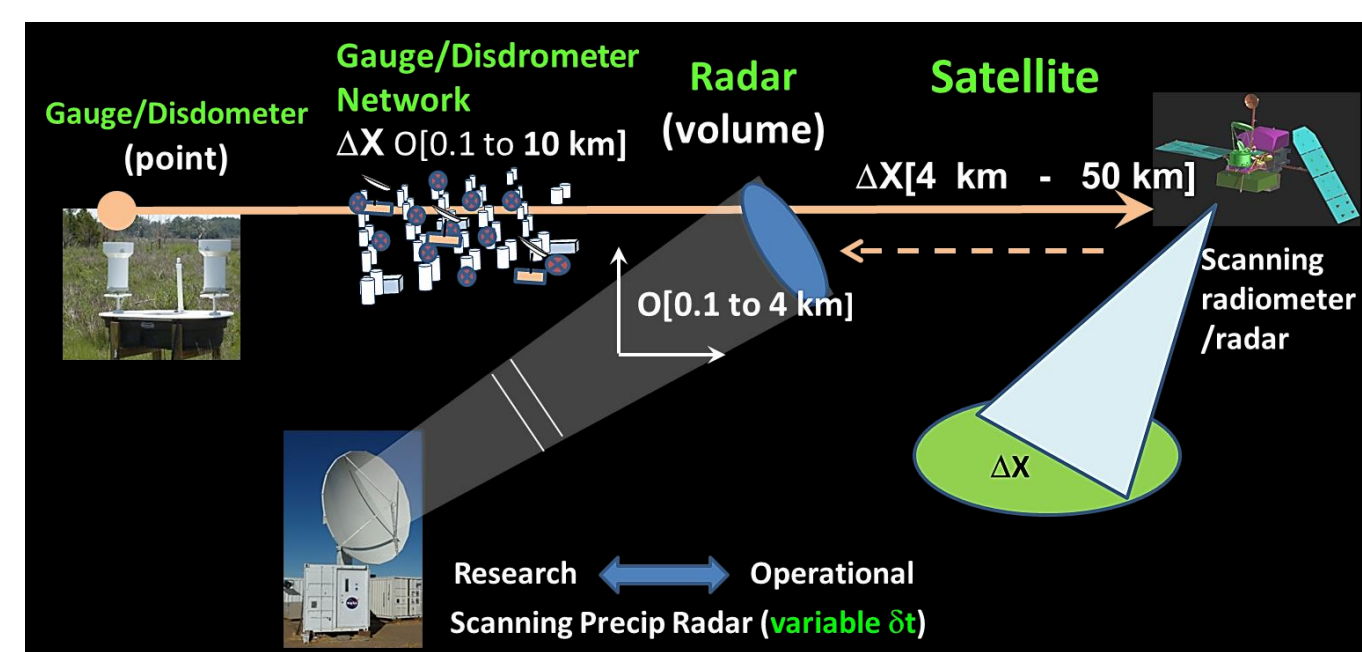 Gauge/Disdometer
(point)
Gauge/Disdrometer
Network
ΔX O[0.1 to 10 km]
Radar
(volume)
Satellite
ΔX[4 km - 50 km]
O[0.1 to 4 km]
Scanning
radiometer
/radar
ΔX
Research
Operational
Scanning Precip Radar (variable δt)